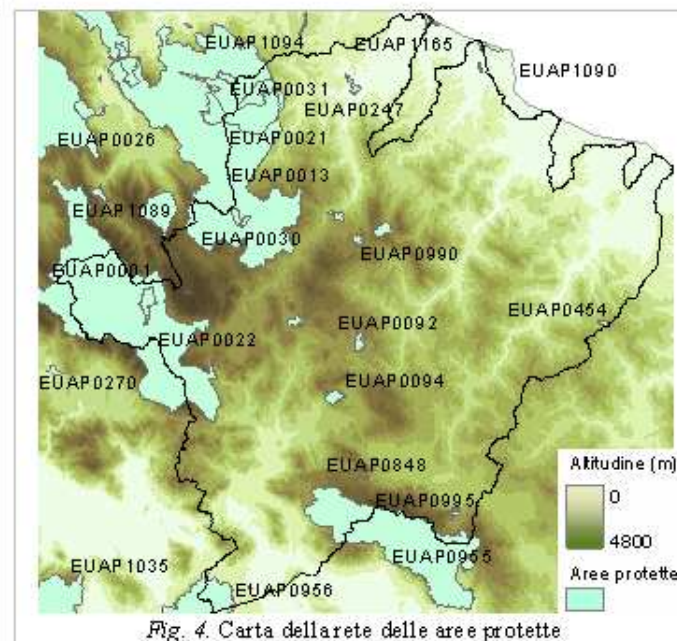 EUAP1094
EUAP1165
EUAP1090
EUAP0031
EUAP0247
EUAP0026
EUAP0021
EUAP0013
EUAP1089
EUAP0030
EUAP0990
EUAP0001
EUAP0454
EUAP0092
EUAP0022
EUAP0270
EUAP0094
EUAP0848
Altitudine (m)
0
EUAP0995
4800
EUAP1035
EUAP0955
Aree protette
EUAP0956
Fig. 4. Carta della rete delle aree protette